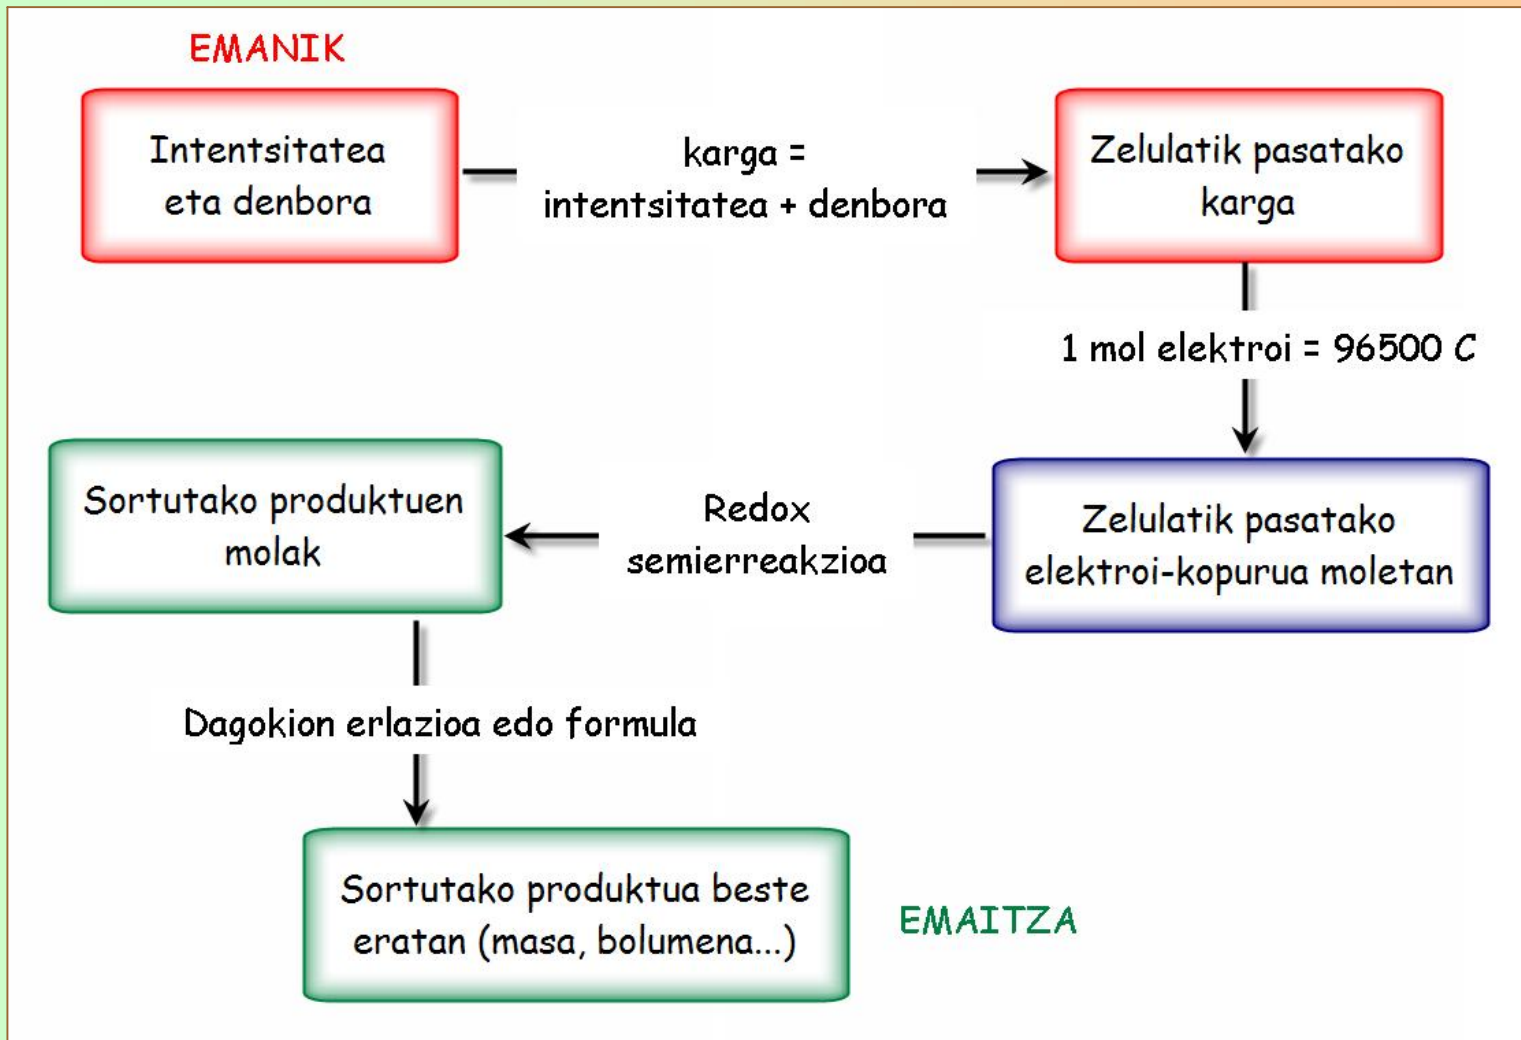 EMANIK
Intentsitatea
eta denbora
karga =
intentsitatea + denbora
Zelulatik pasatako
karga
1 mol elektroi = 96500 C
Zelulatik pasatako
elektroi-kopurua moletan
Redox
semierreakzioa
Sortutako produktuen
molak
Dagokion erlazioa edo formula
Sortutako produktua beste
eratan (masa, bolumena...)
EMAITZA